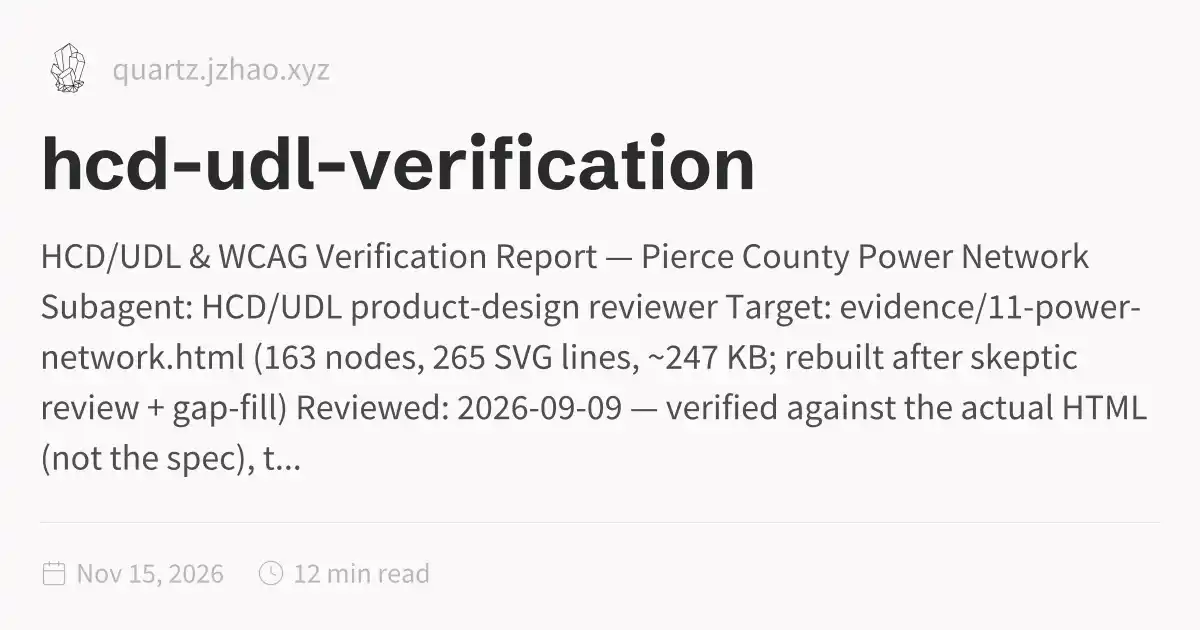 quartz.jzhao.xyz
hcd-udl-verification
HCD/UDL & WCAG Verification Report — Pierce County Power Network
Subagent: HCD/UDL product-design reviewer Target: evidence/11-power-
network.html (163 nodes, 265 SVG lines, ~247 KB; rebuilt after skeptic
review + gap-fill) Reviewed: 2026-09-09 — verified against the actual HTML
(not the spec), t...
Nov 15, 2026 12 min read